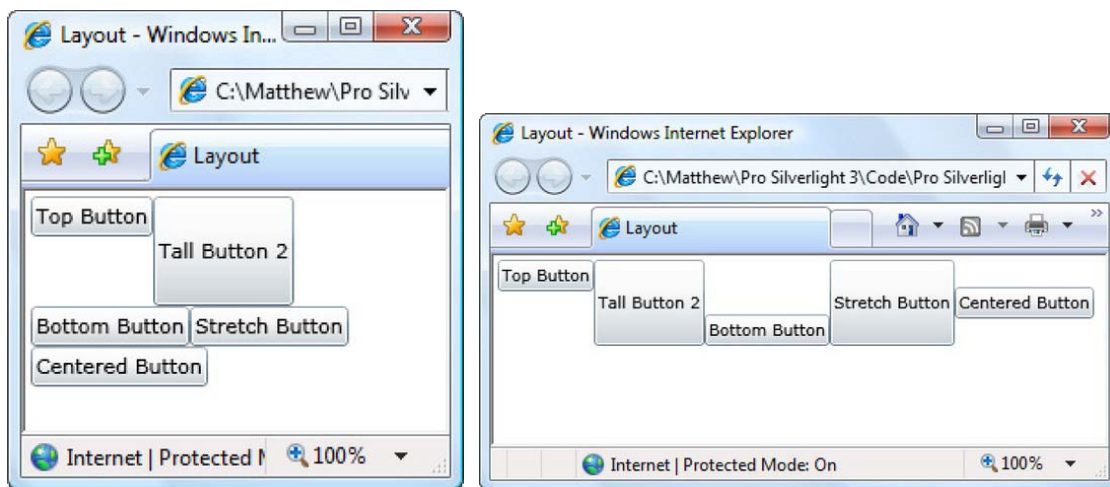 Layout - Windows In...
C:\Matthew\Pro Silv
Layout
Top Button
Tall Button 2
Bottom Button Stretch Button
Centered Button
Internet | Protected M 100%
Layout - Windows Internet Explorer
C:\Matthew\Pro Silverlight 3\Code\Pro Silverligl
Layout
Top Button
Tall Button 2
Bottom Button
Stretch Button
Centered Button
Internet | Protected Mode: On 100%